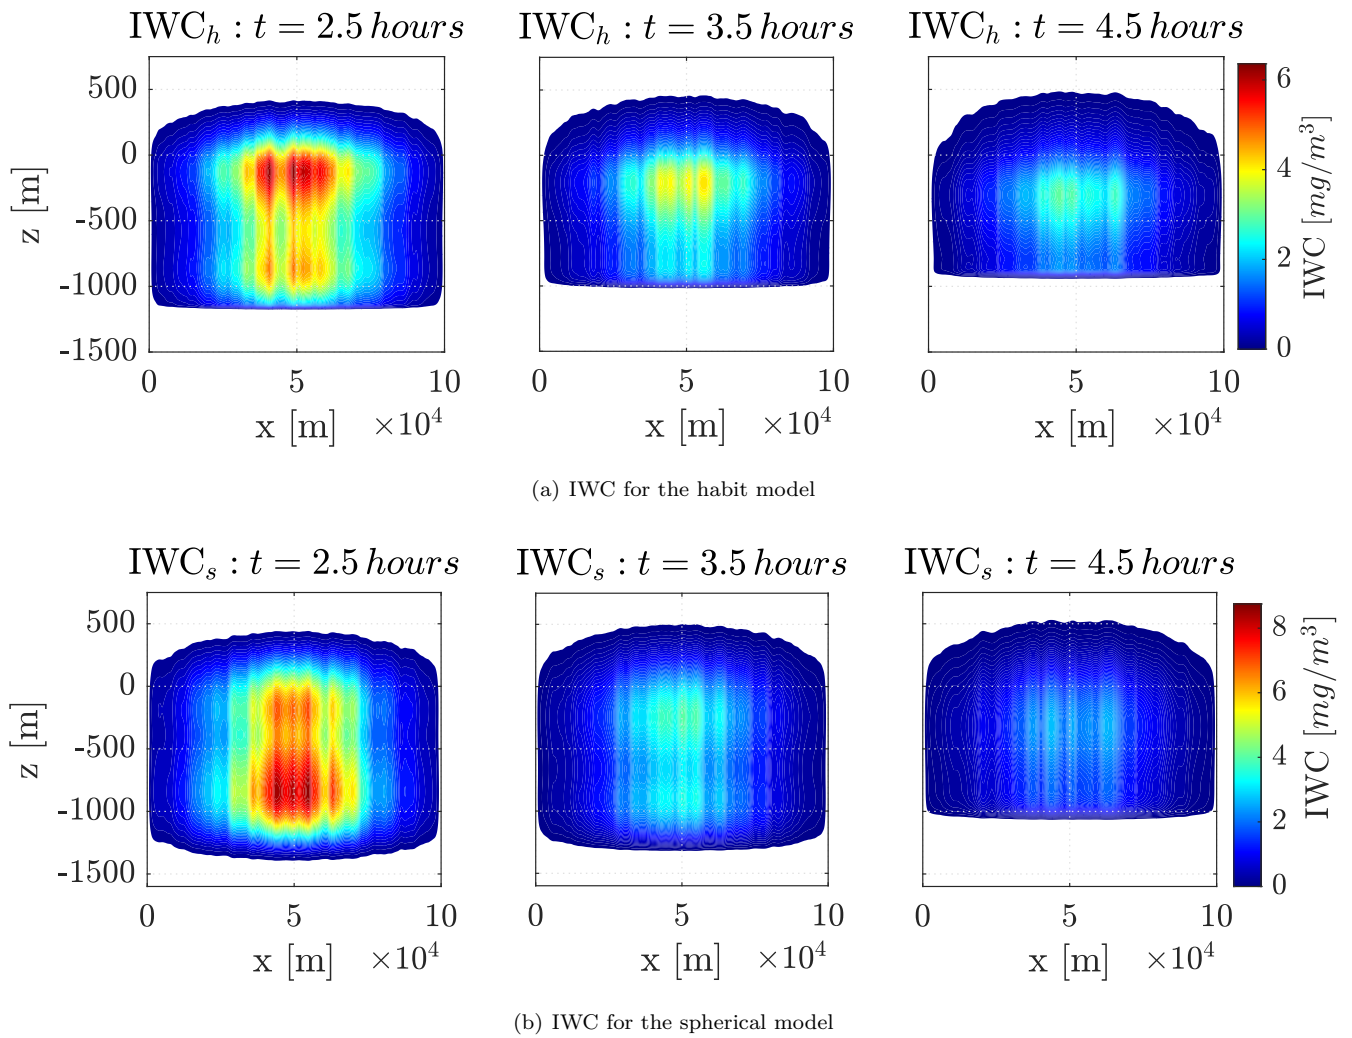 IWC_h : t = 2.5 hours IWC_h : t = 3.5 hours IWC_h : t = 4.5 hours
500
0
-500
-1000
-1500
z [m]
0 5 10 0 5 10 0 5 10
x [m] ×10^4 x [m] ×10^4 x [m] ×10^4
6
4
2
0
IWC [mg/m^3]
(a) IWC for the habit model
IWC_s : t = 2.5 hours IWC_s : t = 3.5 hours IWC_s : t = 4.5 hours
500
0
-500
-1000
-1500
z [m]
0 5 10 0 5 10 0 5 10
x [m] ×10^4 x [m] ×10^4 x [m] ×10^4
8
6
4
2
0
IWC [mg/m^3]
(b) IWC for the spherical model